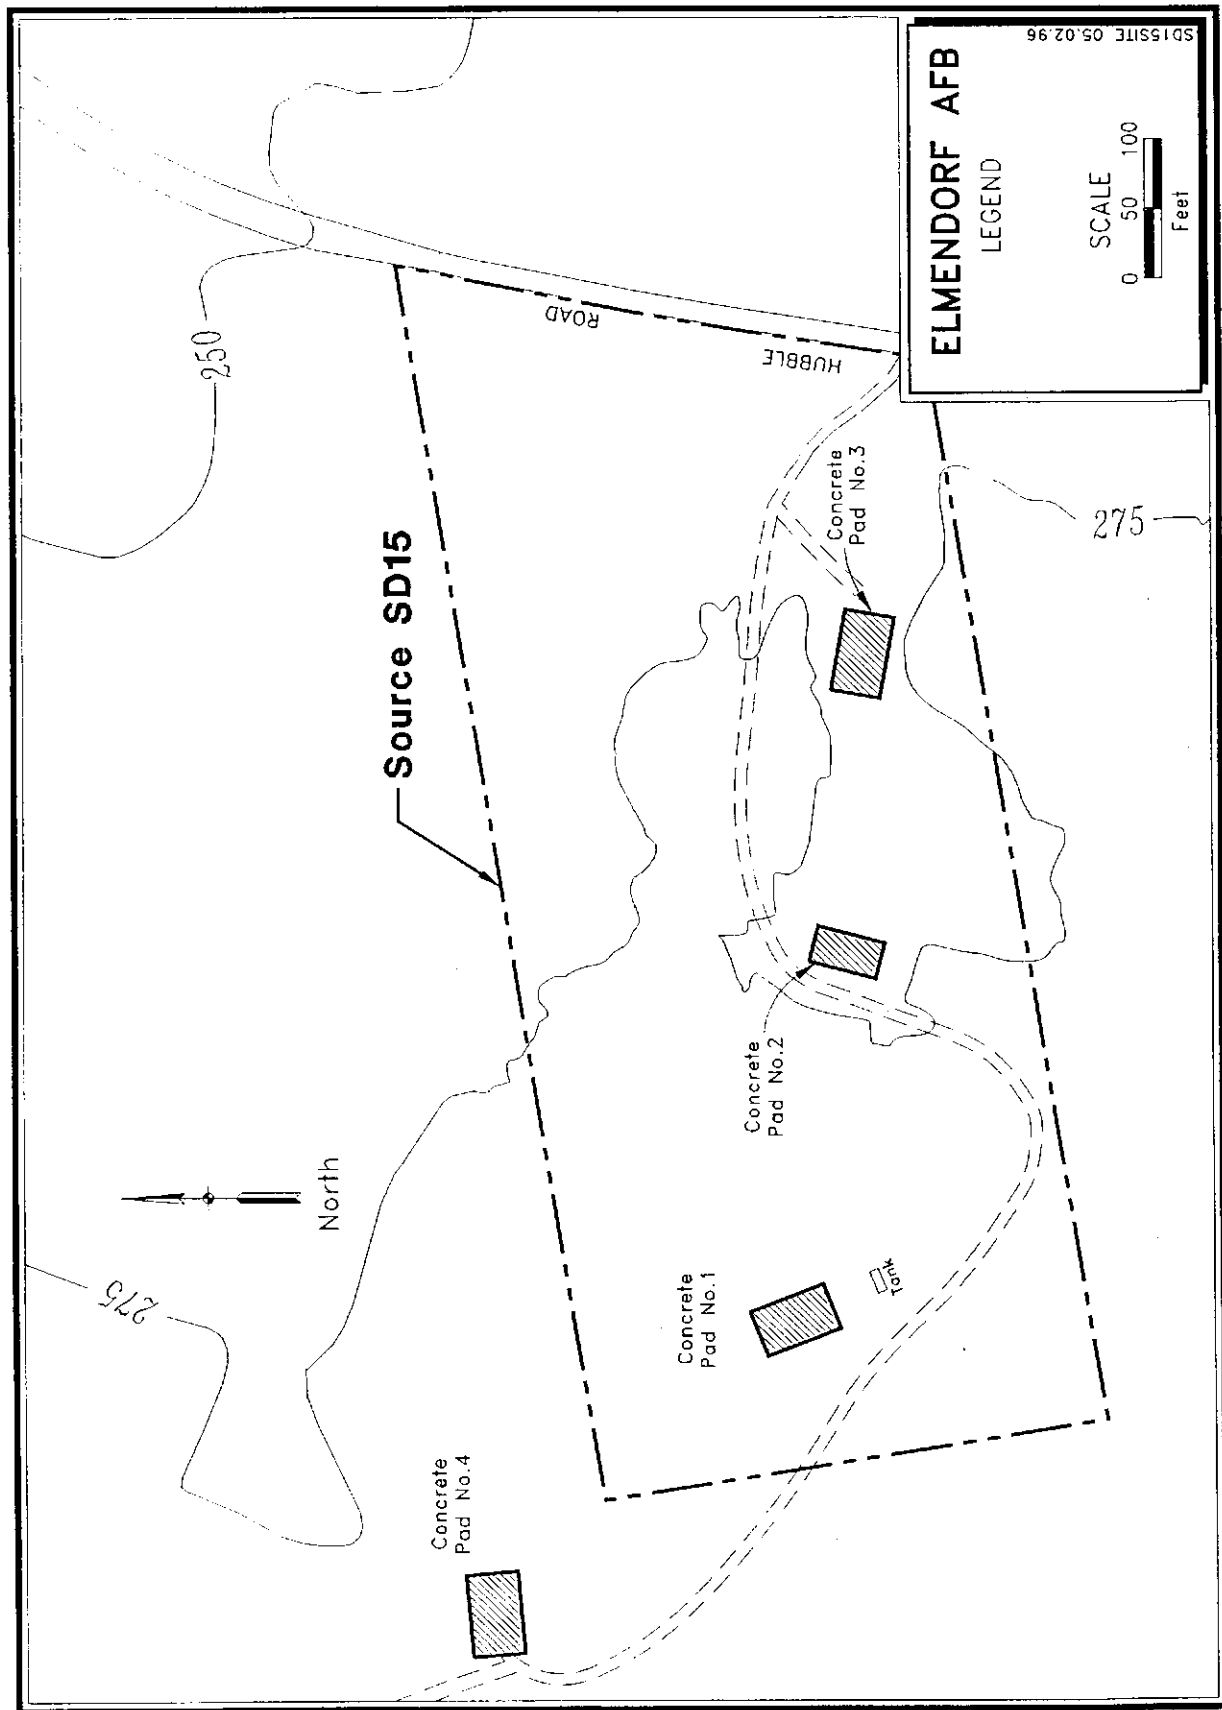 250
Source SD15
ROAD
HUBBLE
Concrete
Pad No.3
275
Concrete
Pad No.2
North
275
Concrete
Pad No.1
Tank
Concrete
Pad No.4
ELMENDORF AFB
LEGEND
SCALE
0 50 100
Feet
SD15SITE 05.02.96